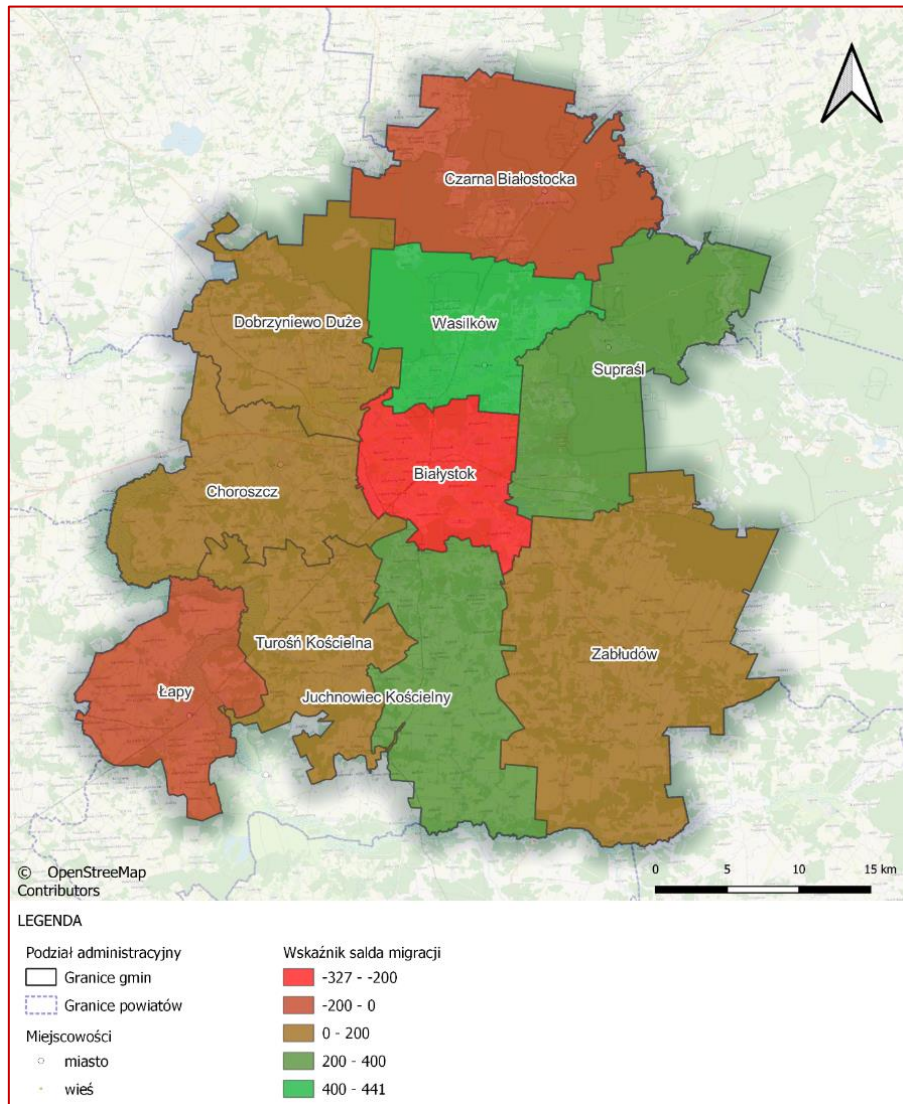 Czarna Białostocka
Dobrzyniewo Duże
Wasilków
Supraśl
Białystok
Choroszcz
Turośń Kościelna
Zabłudów
Łapy
Juchnowiec Kościelny
© OpenStreetMap
Contributors
0 5 10 15 km
LEGENDA
Podział administracyjny
Granice gmin
Granice powiatów
Miejscowości
miasto
wieś
Wskaźnik salda migracji
-327 - -200
-200 - 0
0 - 200
200 - 400
400 - 441